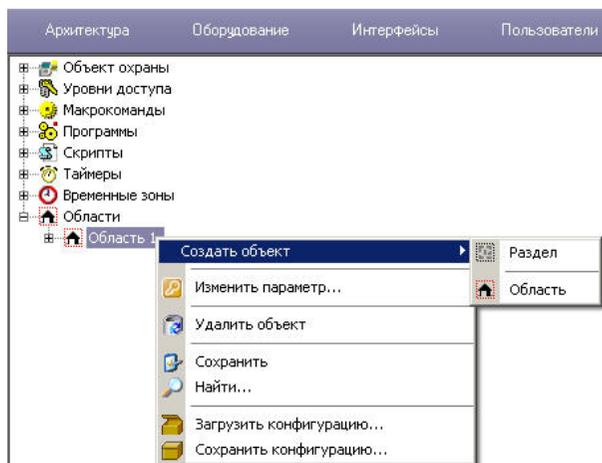 Архитектура Оборудование Интерфейсы Пользователи
Объект охраны
Уровни доступа
Макрокоманды
Программы
Скрипты
Таймеры
Временные зоны
Области
Область 1
Создать объект
Раздел
Изменить параметр...
Область
Удалить объект
Сохранить
Найти...
Загрузить конфигурацию...
Сохранить конфигурацию...